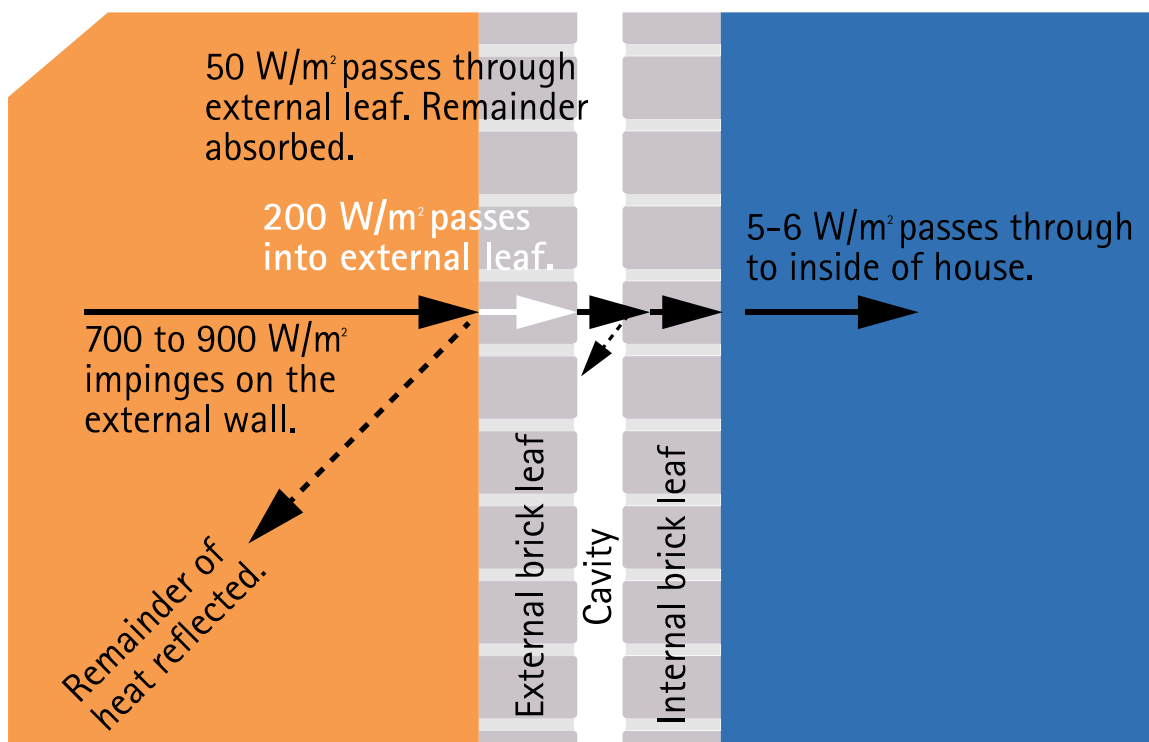 50 W/m² passes through
external leaf. Remainder
absorbed.
200 W/m² passes
into external leaf.
5-6 W/m² passes through
to inside of house.
700 to 900 W/m²
impinges on the
external wall.
Remainder of
heat reflected.
External brick leaf
Cavity
Internal brick leaf